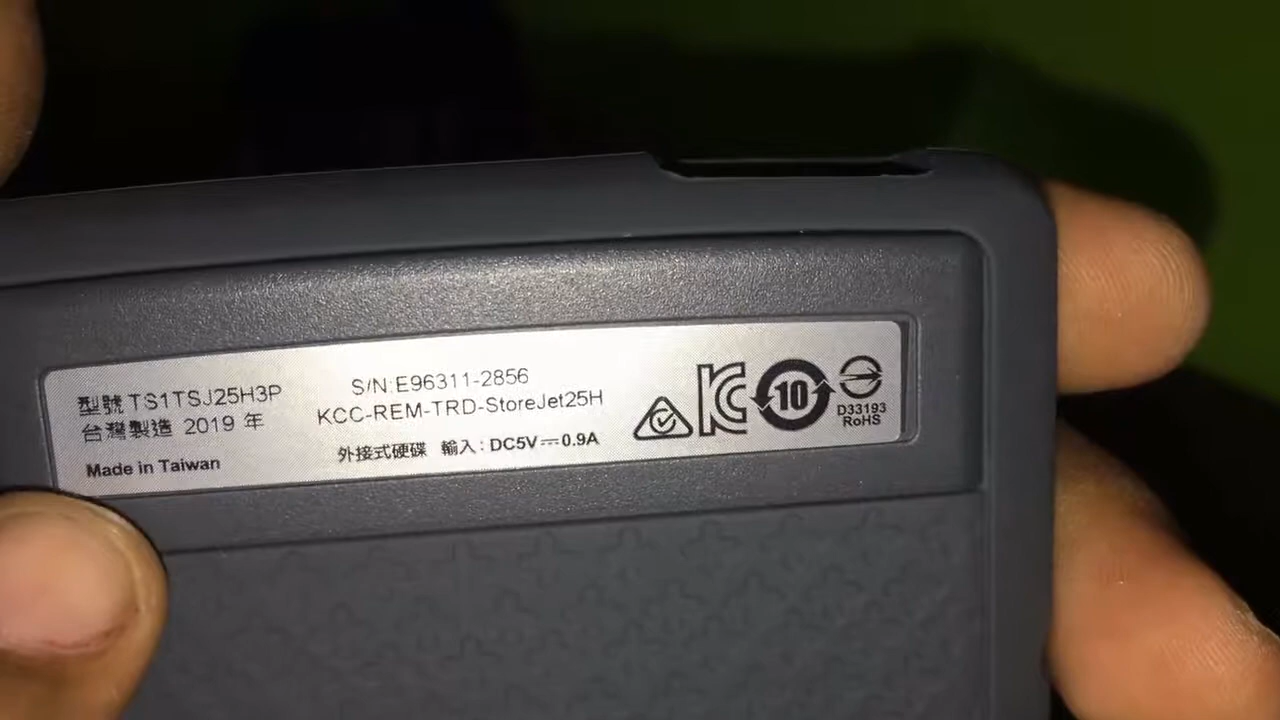 型號 TS1TSJ25H3P
台灣製造 2019 年
Made in Taiwan
S/N:E96311-2856
KCC-REM-TRD-StoreJet25H
外接式硬碟 輸入 : DC5V⎓0.9A
KC
10
D33193
RoHS